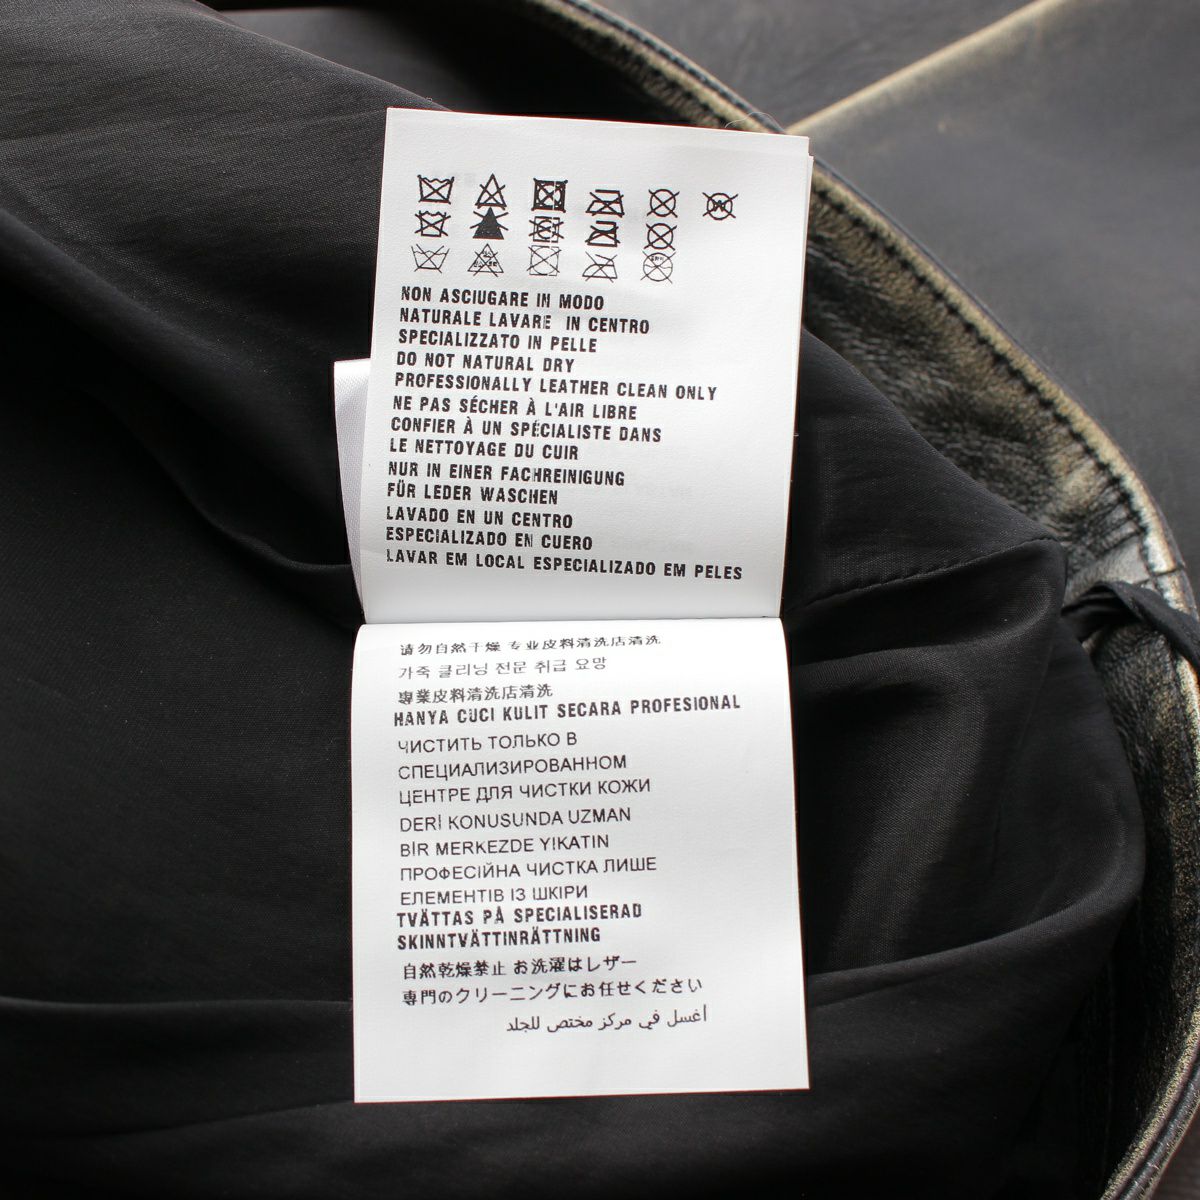 NON ASCIUGARE IN MODO
NATURALE LAVARE IN CENTRO
SPECIALIZZATO IN PELLE
DO NOT NATURAL DRY
PROFESSIONALLY LEATHER CLEAN ONLY
NE PAS SÉCHER À L'AIR LIBRE
CONFIER À UN SPÉCIALISTE DANS
LE NETTOYAGE DU CUIR
NUR IN EINER FACHREINIGUNG
FÜR LEDER WASCHEN
LAVADO EN UN CENTRO
ESPECIALIZADO EN CUERO
LAVAR EM LOCAL ESPECIALIZADO EM PELES
请勿自然干燥 专业皮料清洗店清洗
가죽 클리닝 전문 취급 요망
專業皮料清洗店清洗
HANYA CUCI KULIT SECARA PROFESIONAL
ЧИСТИТЬ ТОЛЬКО В
СПЕЦИАЛИЗИРОВАННОМ
ЦЕНТРЕ ДЛЯ ЧИСТКИ КОЖИ
DERİ KONUSUNDA UZMAN
BİR MERKEZDE YIKATIN
ПРОФЕСІЙНА ЧИСТКА ЛИШЕ
ЕЛЕМЕНТІВ ІЗ ШКІРИ
TVÄTTAS PÅ SPECIALISERAD
SKINNTVÄTTINRÄTTNING
自然乾燥禁止 お洗濯はレザー
専門のクリーニングにお任せください
أغسل في مركز مختص للجلد